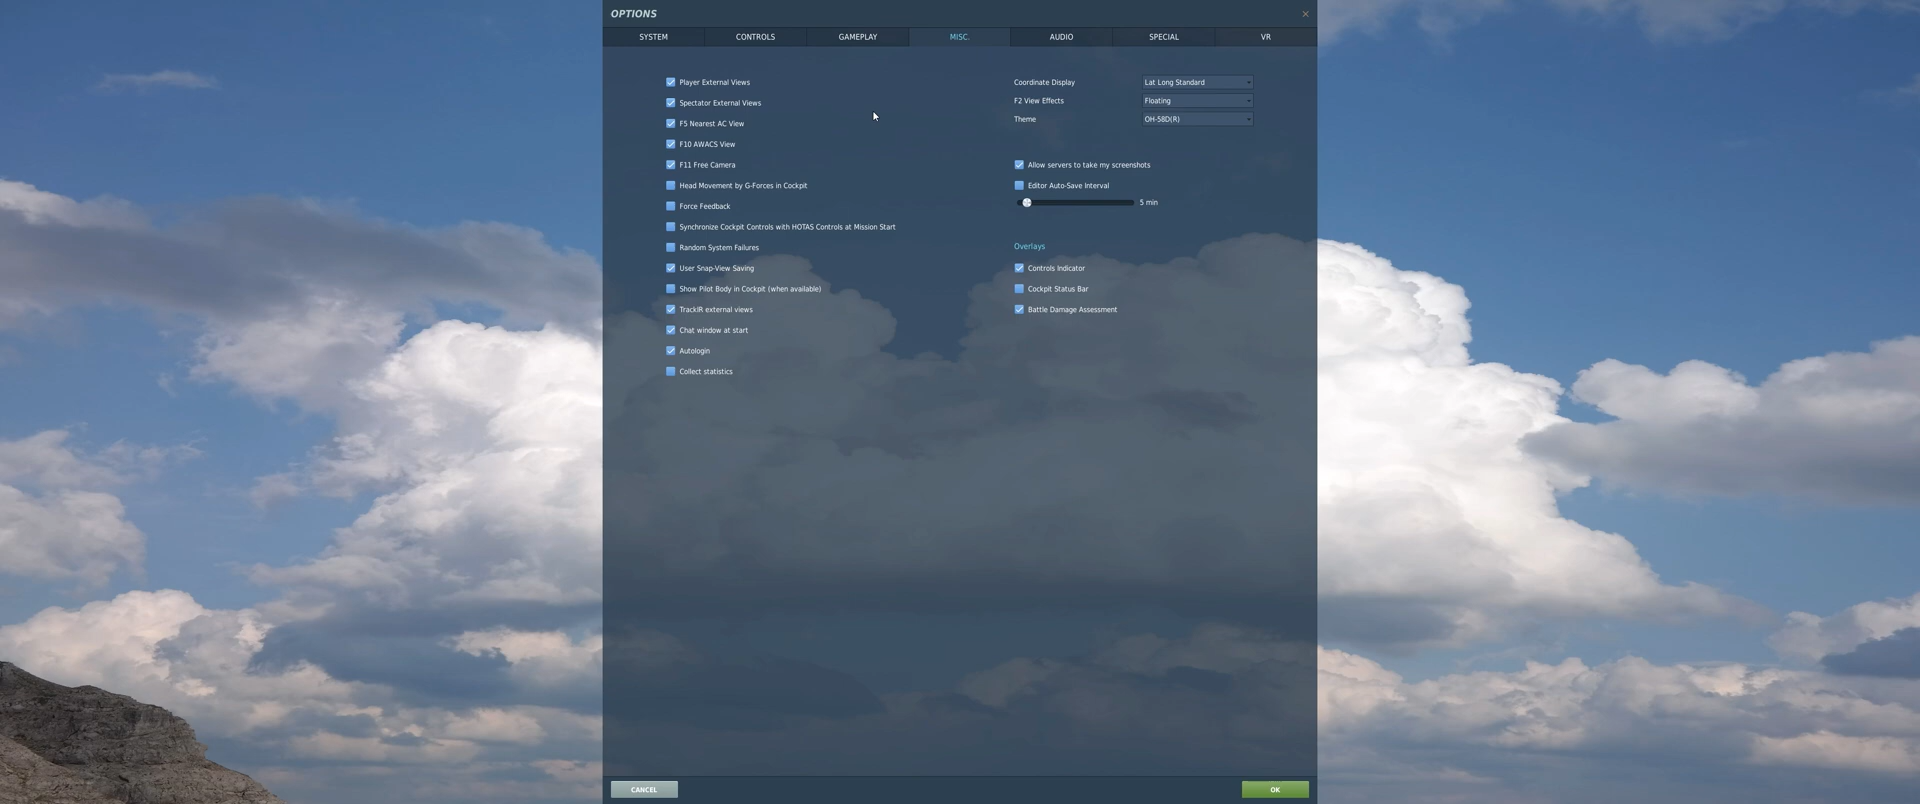 OPTIONS
SYSTEM CONTROLS GAMEPLAY MISC. AUDIO SPECIAL VR
Player External Views
Spectator External Views
F5 Nearest AC View
F10 AWACS View
F11 Free Camera
Head Movement by G-Forces in Cockpit
Force Feedback
Synchronize Cockpit Controls with HOTAS Controls at Mission Start
Random System Failures
User Snap-View Saving
Show Pilot Body in Cockpit (when available)
TrackIR external views
Chat window at start
Autologin
Collect statistics
Coordinate Display Lat Long Standard
F2 View Effects Floating
Theme OH-58D(R)
Allow servers to take my screenshots
Editor Auto-Save Interval
5 min
Overlays
Controls Indicator
Cockpit Status Bar
Battle Damage Assessment
CANCEL OK